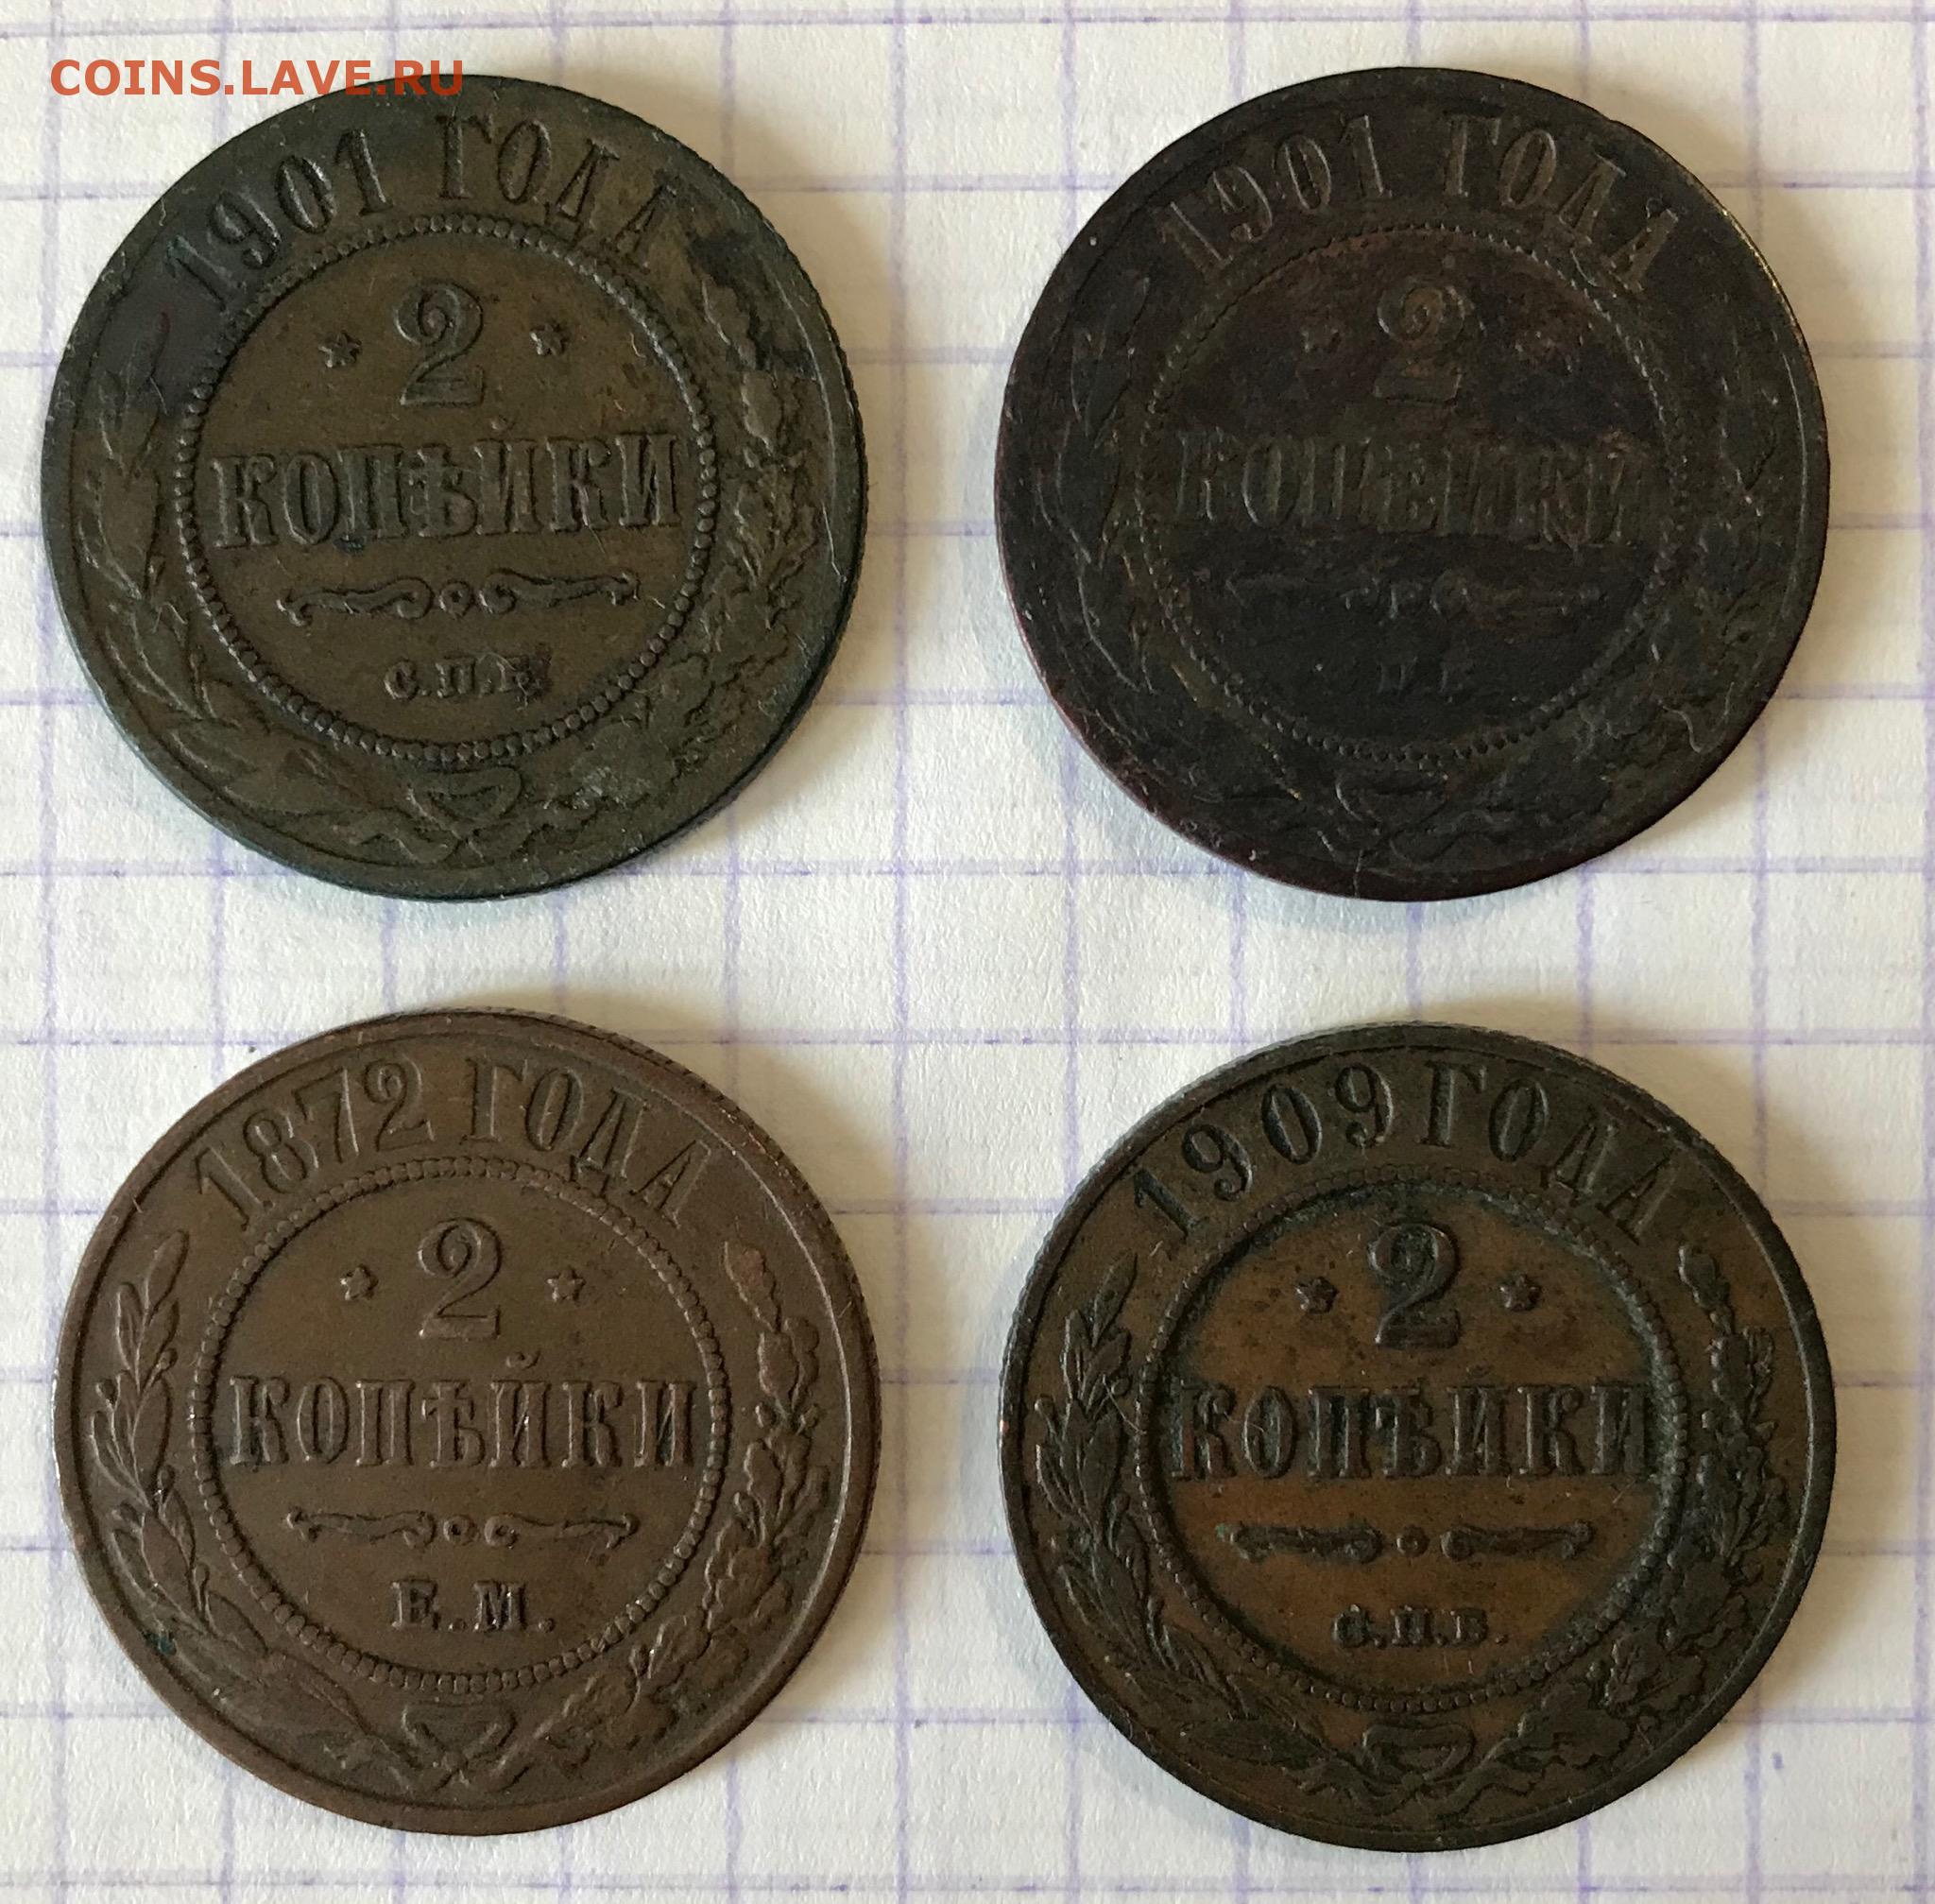 COINS.LAVE.RU
1901 ГОДА
2
КОПѢЙКИ
С.П.Б.
1901 ГОДА
2
КОПѢЙКИ
1872 ГОДА
2
КОПѢЙКИ
Е.М.
1909 ГОДА
2
КОПѢЙКИ
С.П.Б.